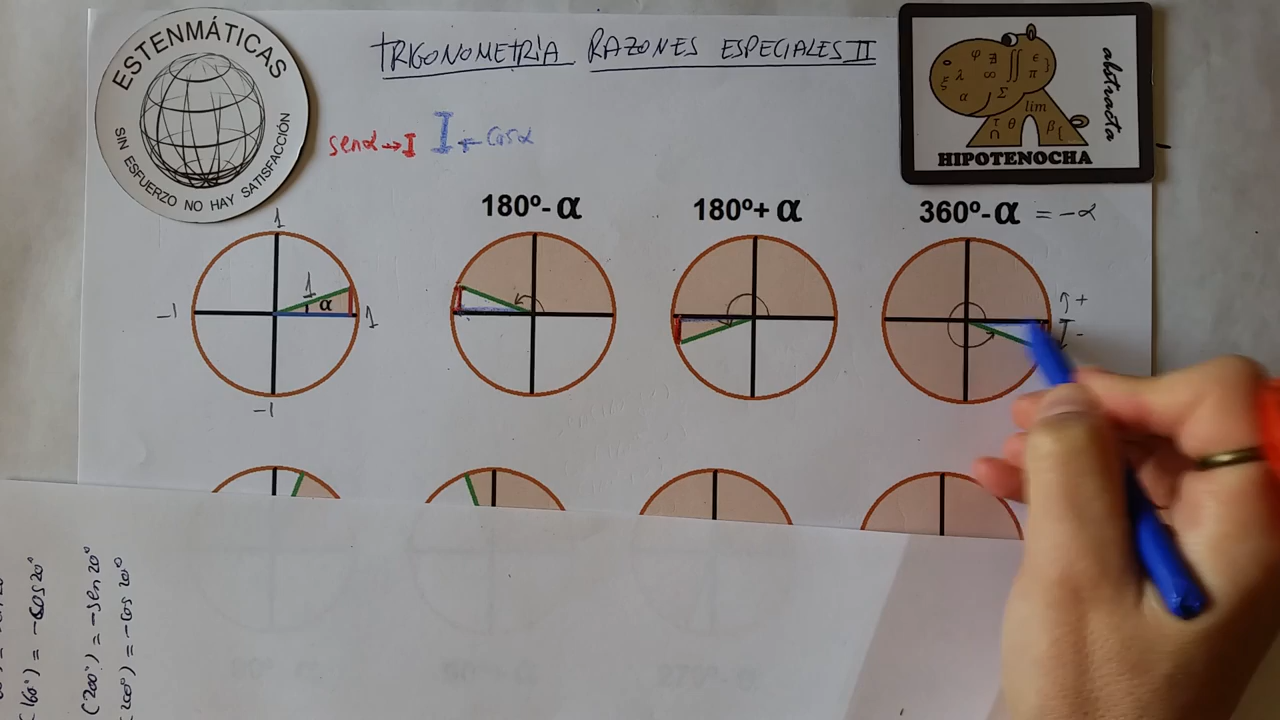 TRIGONOMETRÍA RAZONES ESPECIALES II
ESTENMÁTICAS
SIN ESFUERZO NO HAY SATISFACCIÓN
φ ∃ ∬ ε
ξ λ ∞ π }
α Σ lim
τ ∩ θ β {
abstracta
HIPOTENOCHA
senα → I I ← cosα
180º-α
180º+α
360º-α = -α
1
-1 1 α 1
-1
+
-
(160°) = -cos 20°
(200°) = -sen 20°
(200°) = -cos 20°